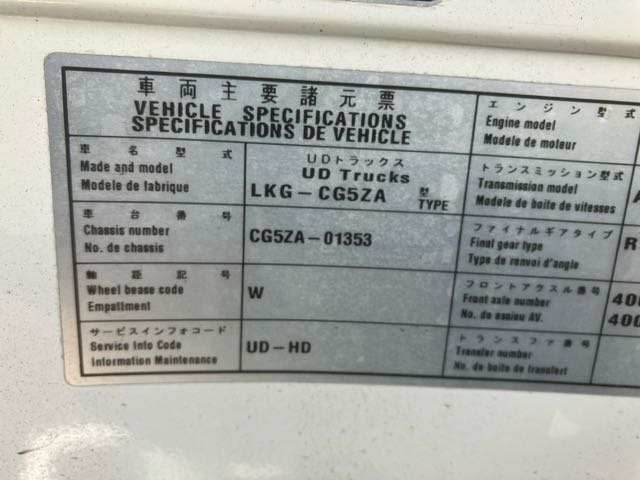 車両主要諸元票
VEHICLE SPECIFICATIONS
SPECIFICATIONS DE VEHICLE
車名型式
Made and model
Modele de fabrique
UDトラックス
UD Trucks
LKG-CG5ZA 型
TYPE
車台番号
Chassis number
No. de chassis
CG5ZA-01353
軸距記号
Wheel bease code
Empattment
W
サービスインフォコード
Service Info Code
Information Maintenance
UD-HD
エンジン型式
Engine model
Modele de moteur
トランスミッション型式
Transmission model
Modele de boite de vitesses
A
ファイナルギアタイプ
Final gear type
Type de renvoi d'angle
R
フロントアクスル番号
Front axle number
No. de essieu AV.
400
400
トランスファ番号
Transfer number
No. de boite de transfert